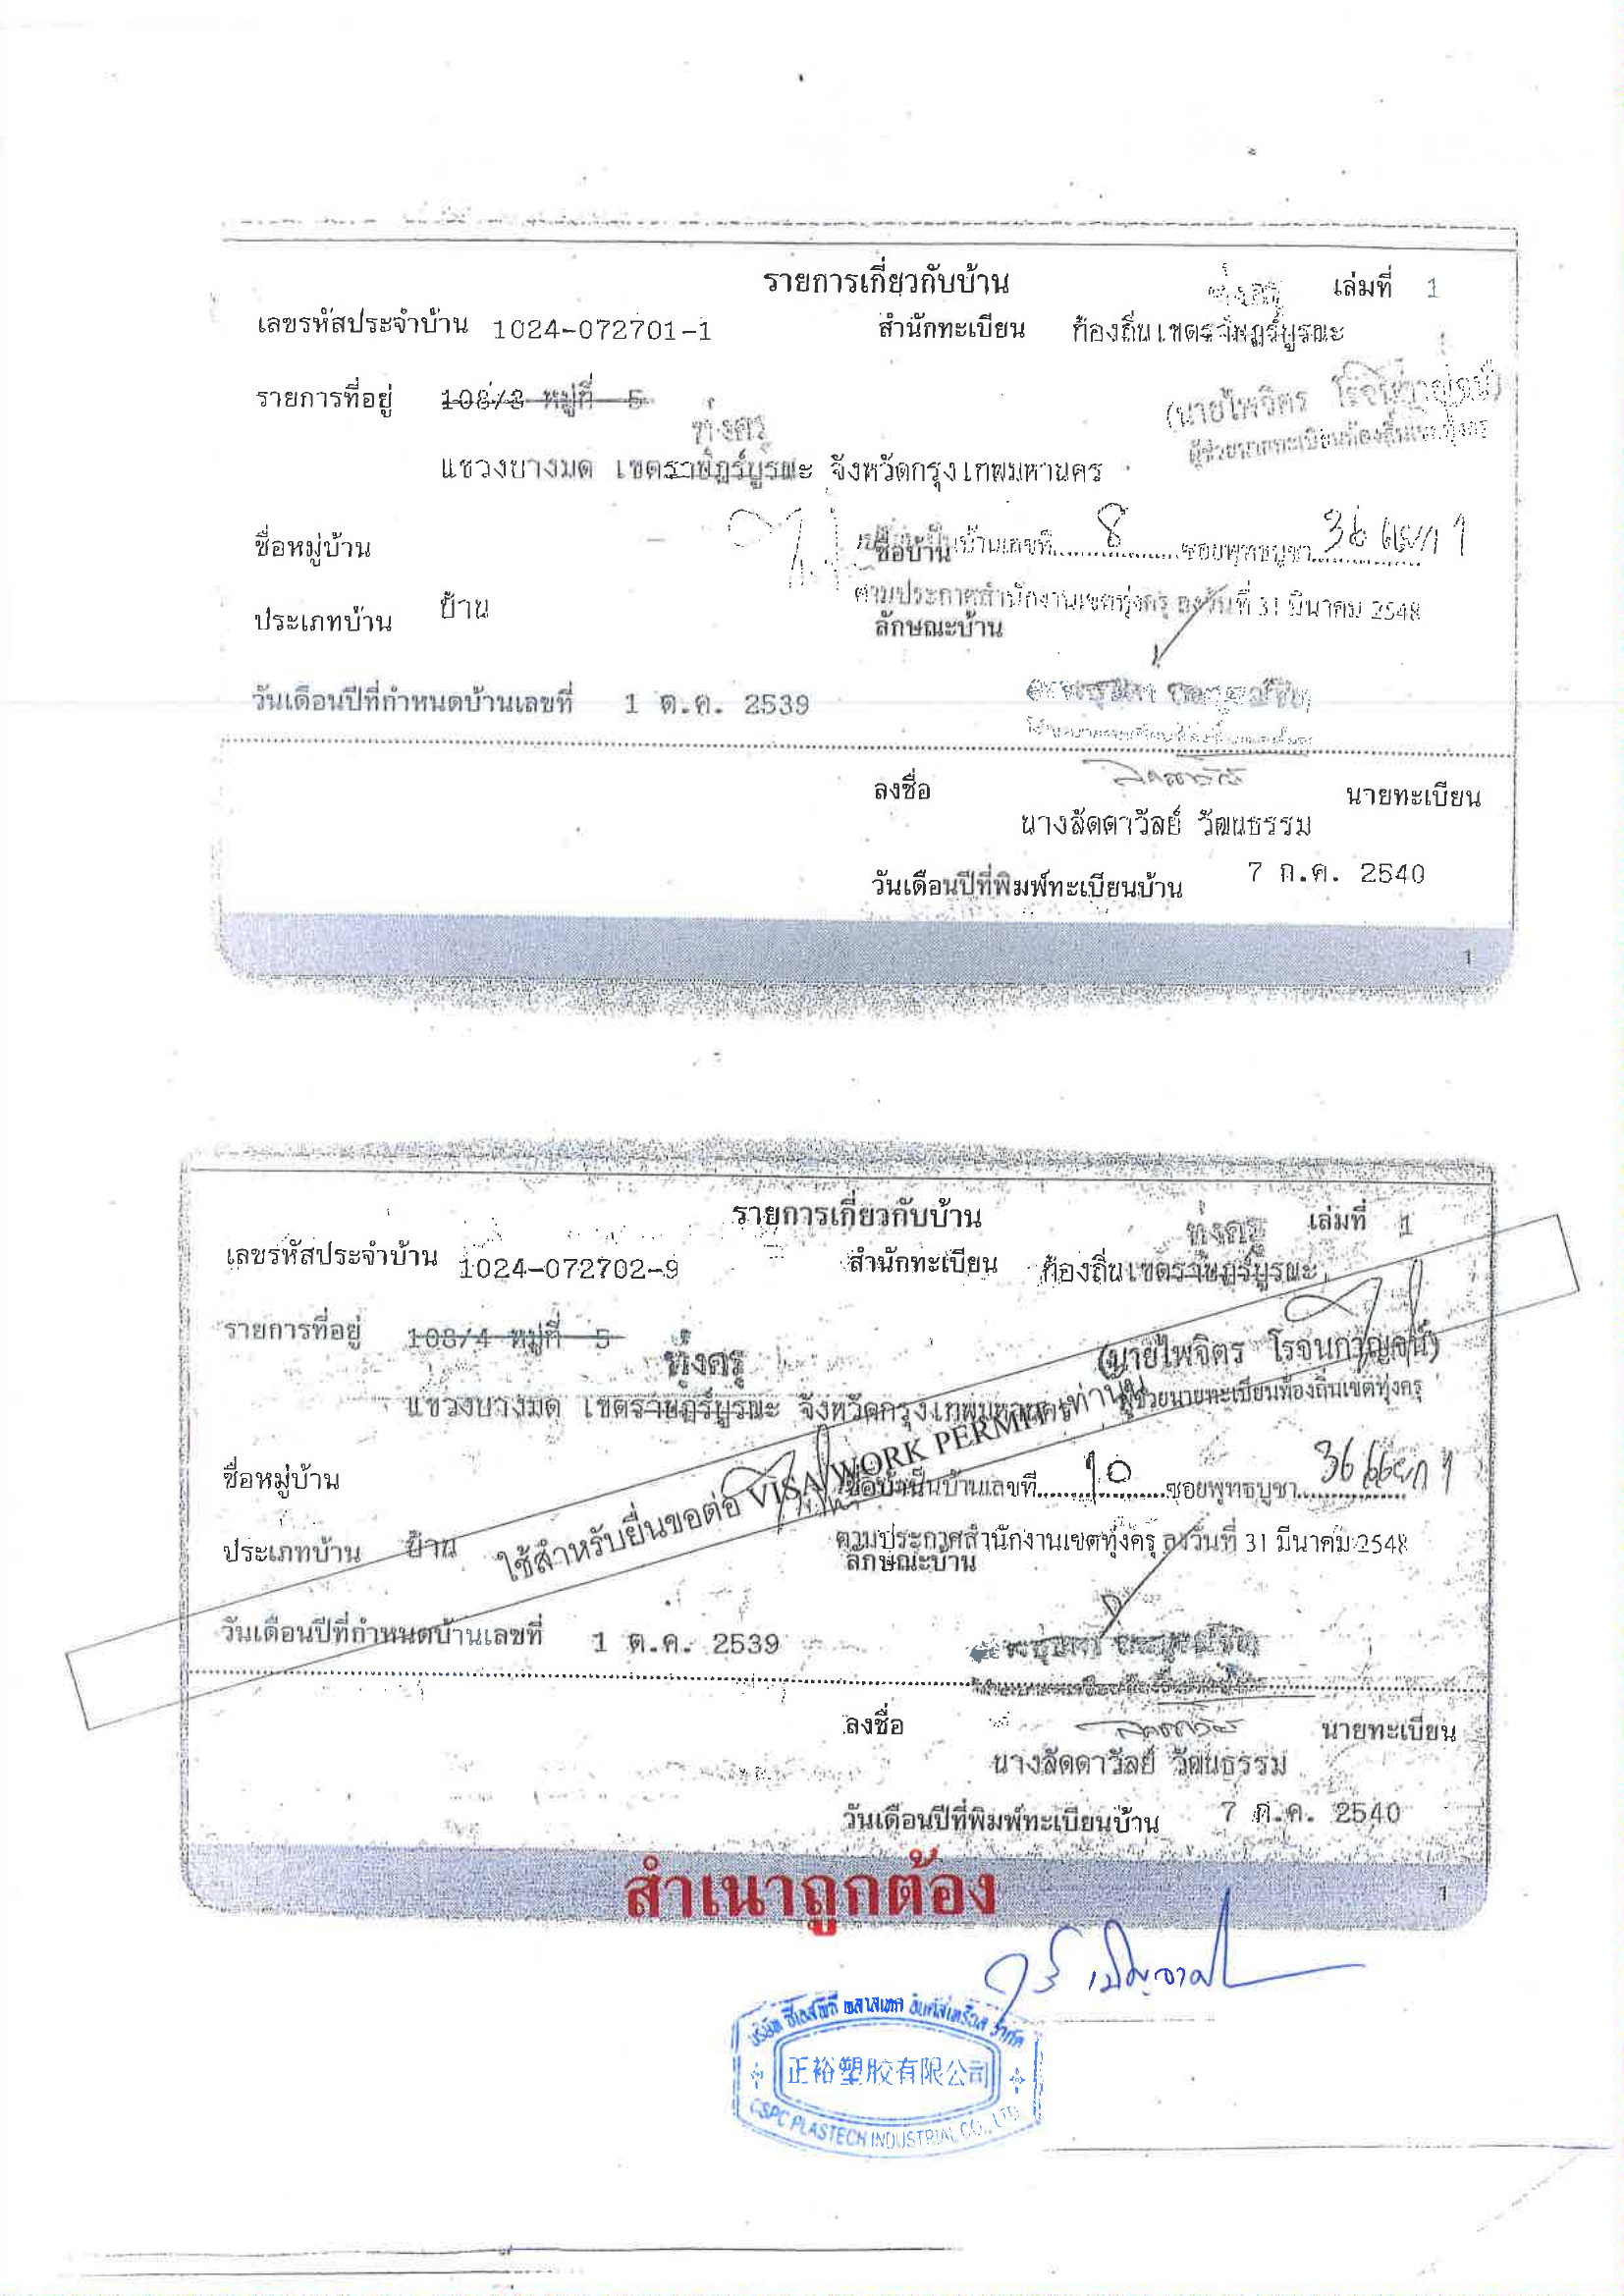 รายการเกี่ยวกับบ้าน เล่มที่ 1
ทุ่งครุ
เลขรหัสประจำบ้าน 1024-072701-1 สำนักทะเบียน ท้องถิ่นเขตราษฎร์บูรณะ
รายการที่อยู่ 108/3 หมู่ที่ 5
ทุ่งครุ
(นายไพจิตร โรจนกาญจน์)
ผู้ช่วยนายทะเบียนท้องถิ่นเขตทุ่งครุ
แขวงบางมด เขตราษฎร์บูรณะ จังหวัดกรุงเทพมหานคร
ชื่อหมู่บ้าน - ชื่อบ้าน
เป็นบ้านเลขที่ 8 ซอยพุทธบูชา 36 แยก 1
ตามประกาศสำนักงานเขตทุ่งครุ ลงวันที่ 31 มีนาคม 2548
ประเภทบ้าน บ้าน ลักษณะบ้าน
วันเดือนปีที่กำหนดบ้านเลขที่ 1 ต.ค. 2539
ลงชื่อ นายทะเบียน
นางลัดดาวัลย์ วัฒนธรรม
วันเดือนปีที่พิมพ์ทะเบียนบ้าน 7 ก.ค. 2540
1
รายการเกี่ยวกับบ้าน เล่มที่ 1
ทุ่งครุ
เลขรหัสประจำบ้าน 1024-072702-9 สำนักทะเบียน ท้องถิ่นเขตราษฎร์บูรณะ
รายการที่อยู่ 108/4 หมู่ที่ 5
ทุ่งครุ
(นายไพจิตร โรจนกาญจน์)
ผู้ช่วยนายทะเบียนท้องถิ่นเขตทุ่งครุ
แขวงบางมด เขตราษฎร์บูรณะ จังหวัดกรุงเทพมหานคร
ใช้สำหรับยื่นขอต่อ VISA/WORK PERMIT เท่านั้น
ชื่อหมู่บ้าน ชื่อบ้าน
เป็นบ้านเลขที่ 10 ซอยพุทธบูชา 36 แยก 1
ตามประกาศสำนักงานเขตทุ่งครุ ลงวันที่ 31 มีนาคม 2548
ประเภทบ้าน บ้าน ลักษณะบ้าน
วันเดือนปีที่กำหนดบ้านเลขที่ 1 ต.ค. 2539
ลงชื่อ นายทะเบียน
นางลัดดาวัลย์ วัฒนธรรม
วันเดือนปีที่พิมพ์ทะเบียนบ้าน 7 ก.ค. 2540
1
สำเนาถูกต้อง
บริษัท ซีเอสพีซี พลาสเทค อินดัสเทรียล จำกัด
正裕塑胶有限公司
CSPC PLASTECH INDUSTRIAL CO., LTD